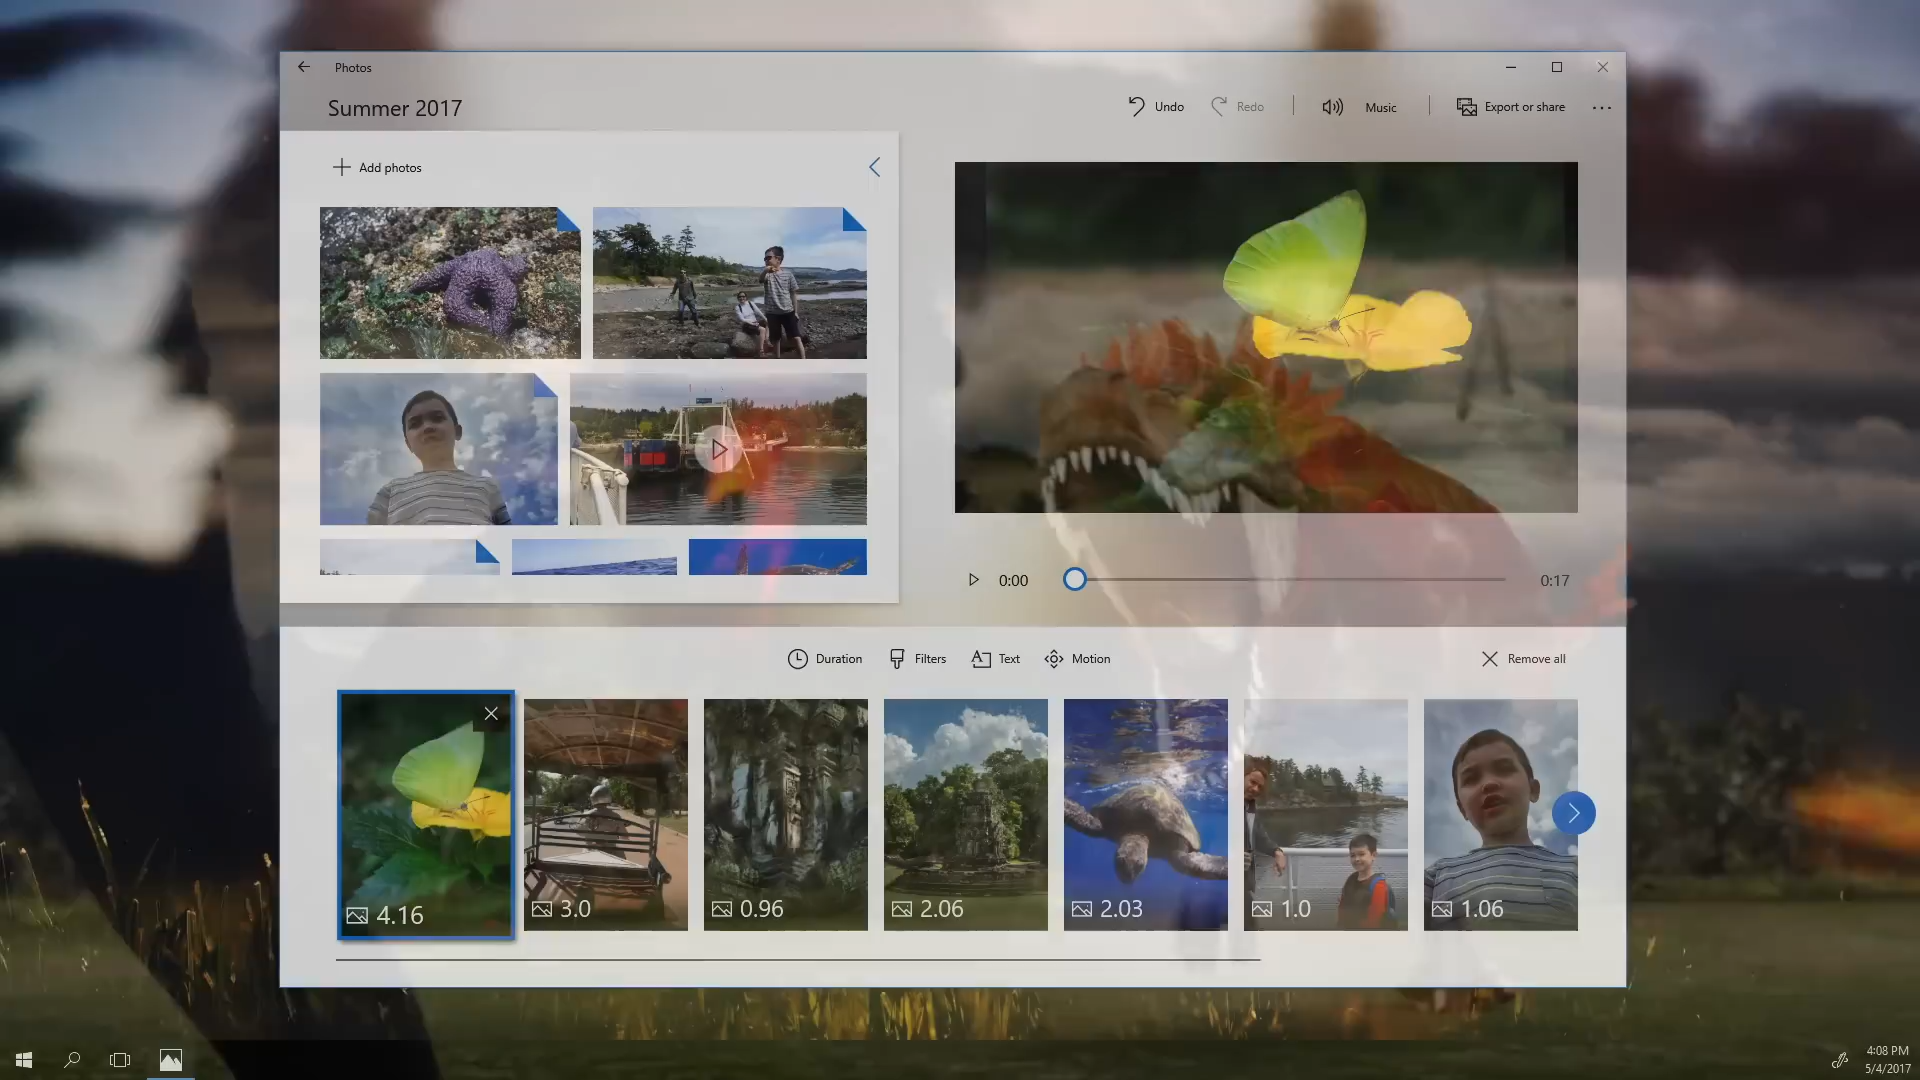 Photos
Summer 2017
Undo
Redo
Music
Export or share
Add photos
0:00
0:17
Duration
Filters
Text
Motion
Remove all
4.16
3.0
0.96
2.06
2.03
1.0
1.06
4:08 PM
5/4/2017